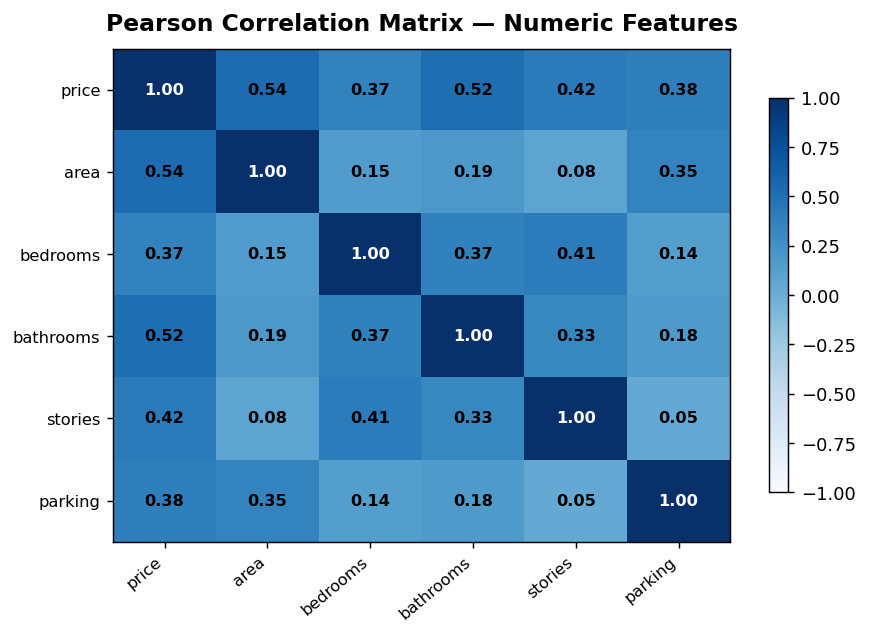 Pearson Correlation Matrix — Numeric Features
price 1.00 0.54 0.37 0.52 0.42 0.38
area 0.54 1.00 0.15 0.19 0.08 0.35
bedrooms 0.37 0.15 1.00 0.37 0.41 0.14
bathrooms 0.52 0.19 0.37 1.00 0.33 0.18
stories 0.42 0.08 0.41 0.33 1.00 0.05
parking 0.38 0.35 0.14 0.18 0.05 1.00
price area bedrooms bathrooms stories parking
1.00
0.75
0.50
0.25
0.00
−0.25
−0.50
−0.75
−1.00